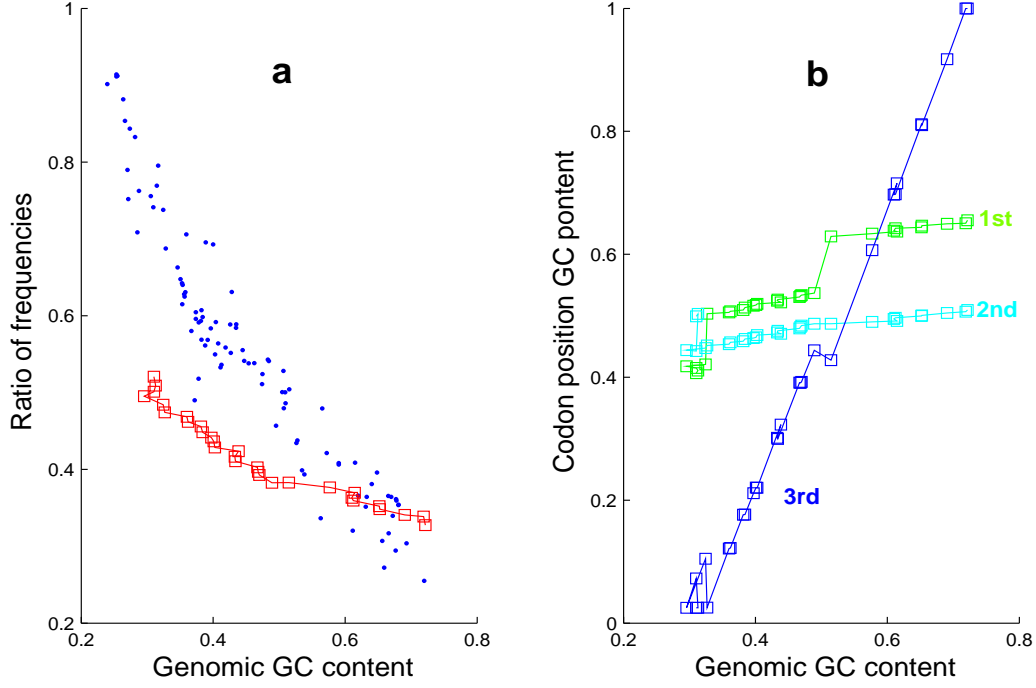 a
Ratio of frequencies
1
0.8
0.6
0.4
0.2
0.2
0.4
0.6
0.8
Genomic GC content
b
Codon position GC pontent
1
0.8
0.6
0.4
0.2
0
1st
2nd
3rd
0.2
0.4
0.6
0.8
Genomic GC content